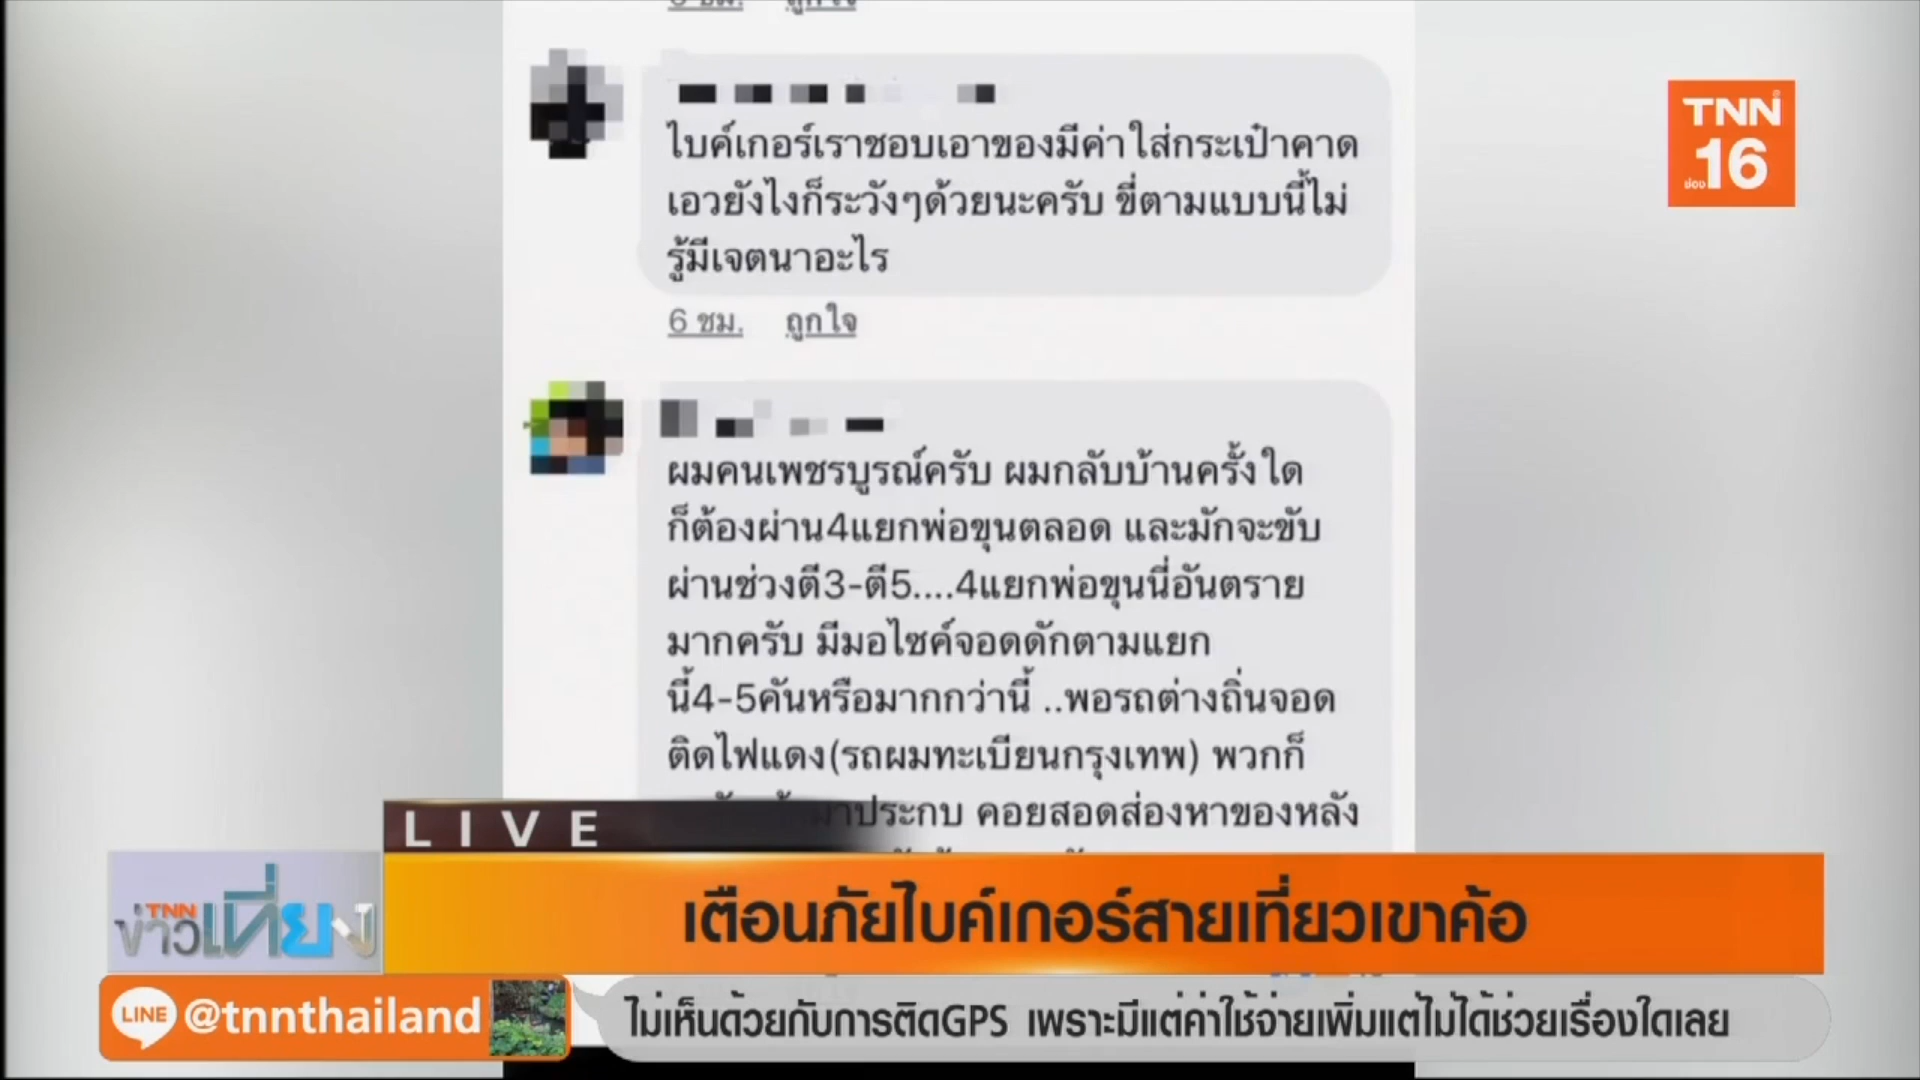 TNN
ช่อง16
ไบค์เกอร์เราชอบเอาของมีค่าใส่กระเป๋าคาด
เอวยังไงก็ระวังๆด้วยนะครับ ขี่ตามแบบนี้ไม่
รู้มีเจตนาอะไร
6 ชม. ถูกใจ
ผมคนเพชรบูรณ์ครับ ผมกลับบ้านครั้งใด
ก็ต้องผ่าน4แยกพ่อขุนตลอด และมักจะขับ
ผ่านช่วงตี3-ตี5....4แยกพ่อขุนนี่อันตราย
มากครับ มีมอไซค์จอดดักตามแยก
นี้4-5คันหรือมากกว่านี้ ..พอรถต่างถิ่นจอด
ติดไฟแดง(รถผมทะเบียนกรุงเทพ) พวกก็
มาประกบ คอยสอดส่องหาของหลัง
LIVE
TNN
ข่าวเที่ยง
เตือนภัยไบค์เกอร์สายเที่ยวเขาค้อ
LINE @tnnthailand
ไม่เห็นด้วยกับการติดGPS เพราะมีแต่ค่าใช้จ่ายเพิ่มแต่ไม่ได้ช่วยเรื่องใดเลย